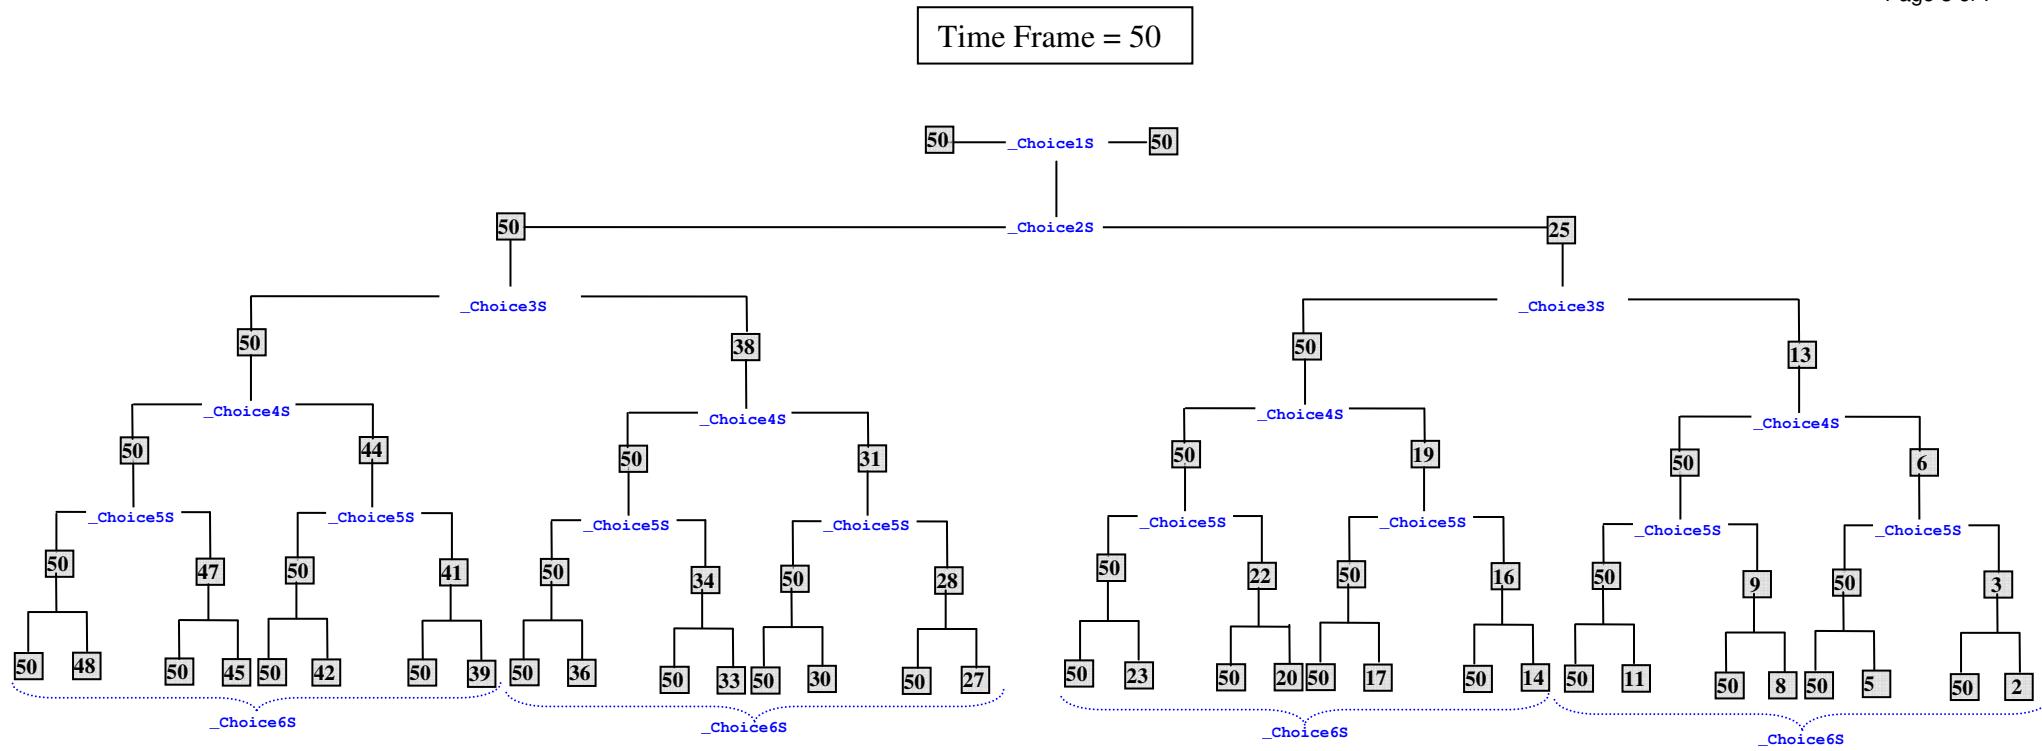 Time Frame = 50
50 _Choice1S 50
50 _Choice2S 25
_Choice3S _Choice3S
50 38 50 13
_Choice4S _Choice4S _Choice4S _Choice4S
50 44 50 31 50 19 50 6
_Choice5S _Choice5S _Choice5S _Choice5S _Choice5S _Choice5S _Choice5S _Choice5S
50 47 50 41 50 34 50 28 50 22 50 16 50 9 50 3
50 48 50 45 50 42 50 39 50 36 50 33 50 30 50 27 50 23 50 20 50 17 50 14 50 11 50 8 50 5 50 2
_Choice6S _Choice6S _Choice6S _Choice6S